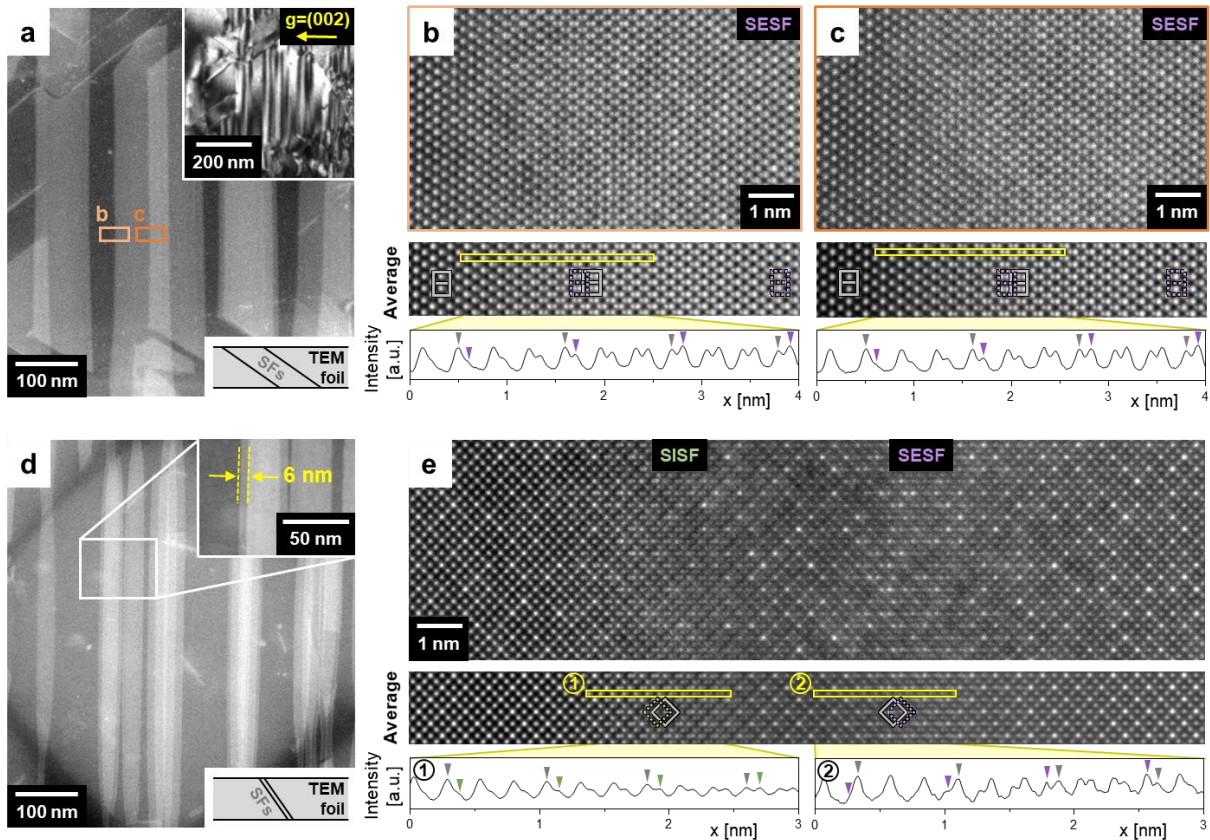 a
g=(002)
200 nm
b
c
100 nm
SFs
TEM
foil
b
SESF
1 nm
Average
Intensity
[a.u.]
0
1
2
3
4
x [nm]
c
SESF
1 nm
0
1
2
3
4
x [nm]
d
6 nm
50 nm
100 nm
SFs
TEM
foil
e
SISF
SESF
1 nm
Average
①
②
Intensity
[a.u.]
①
0
1
2
3
x [nm]
②
0
1
2
3
x [nm]